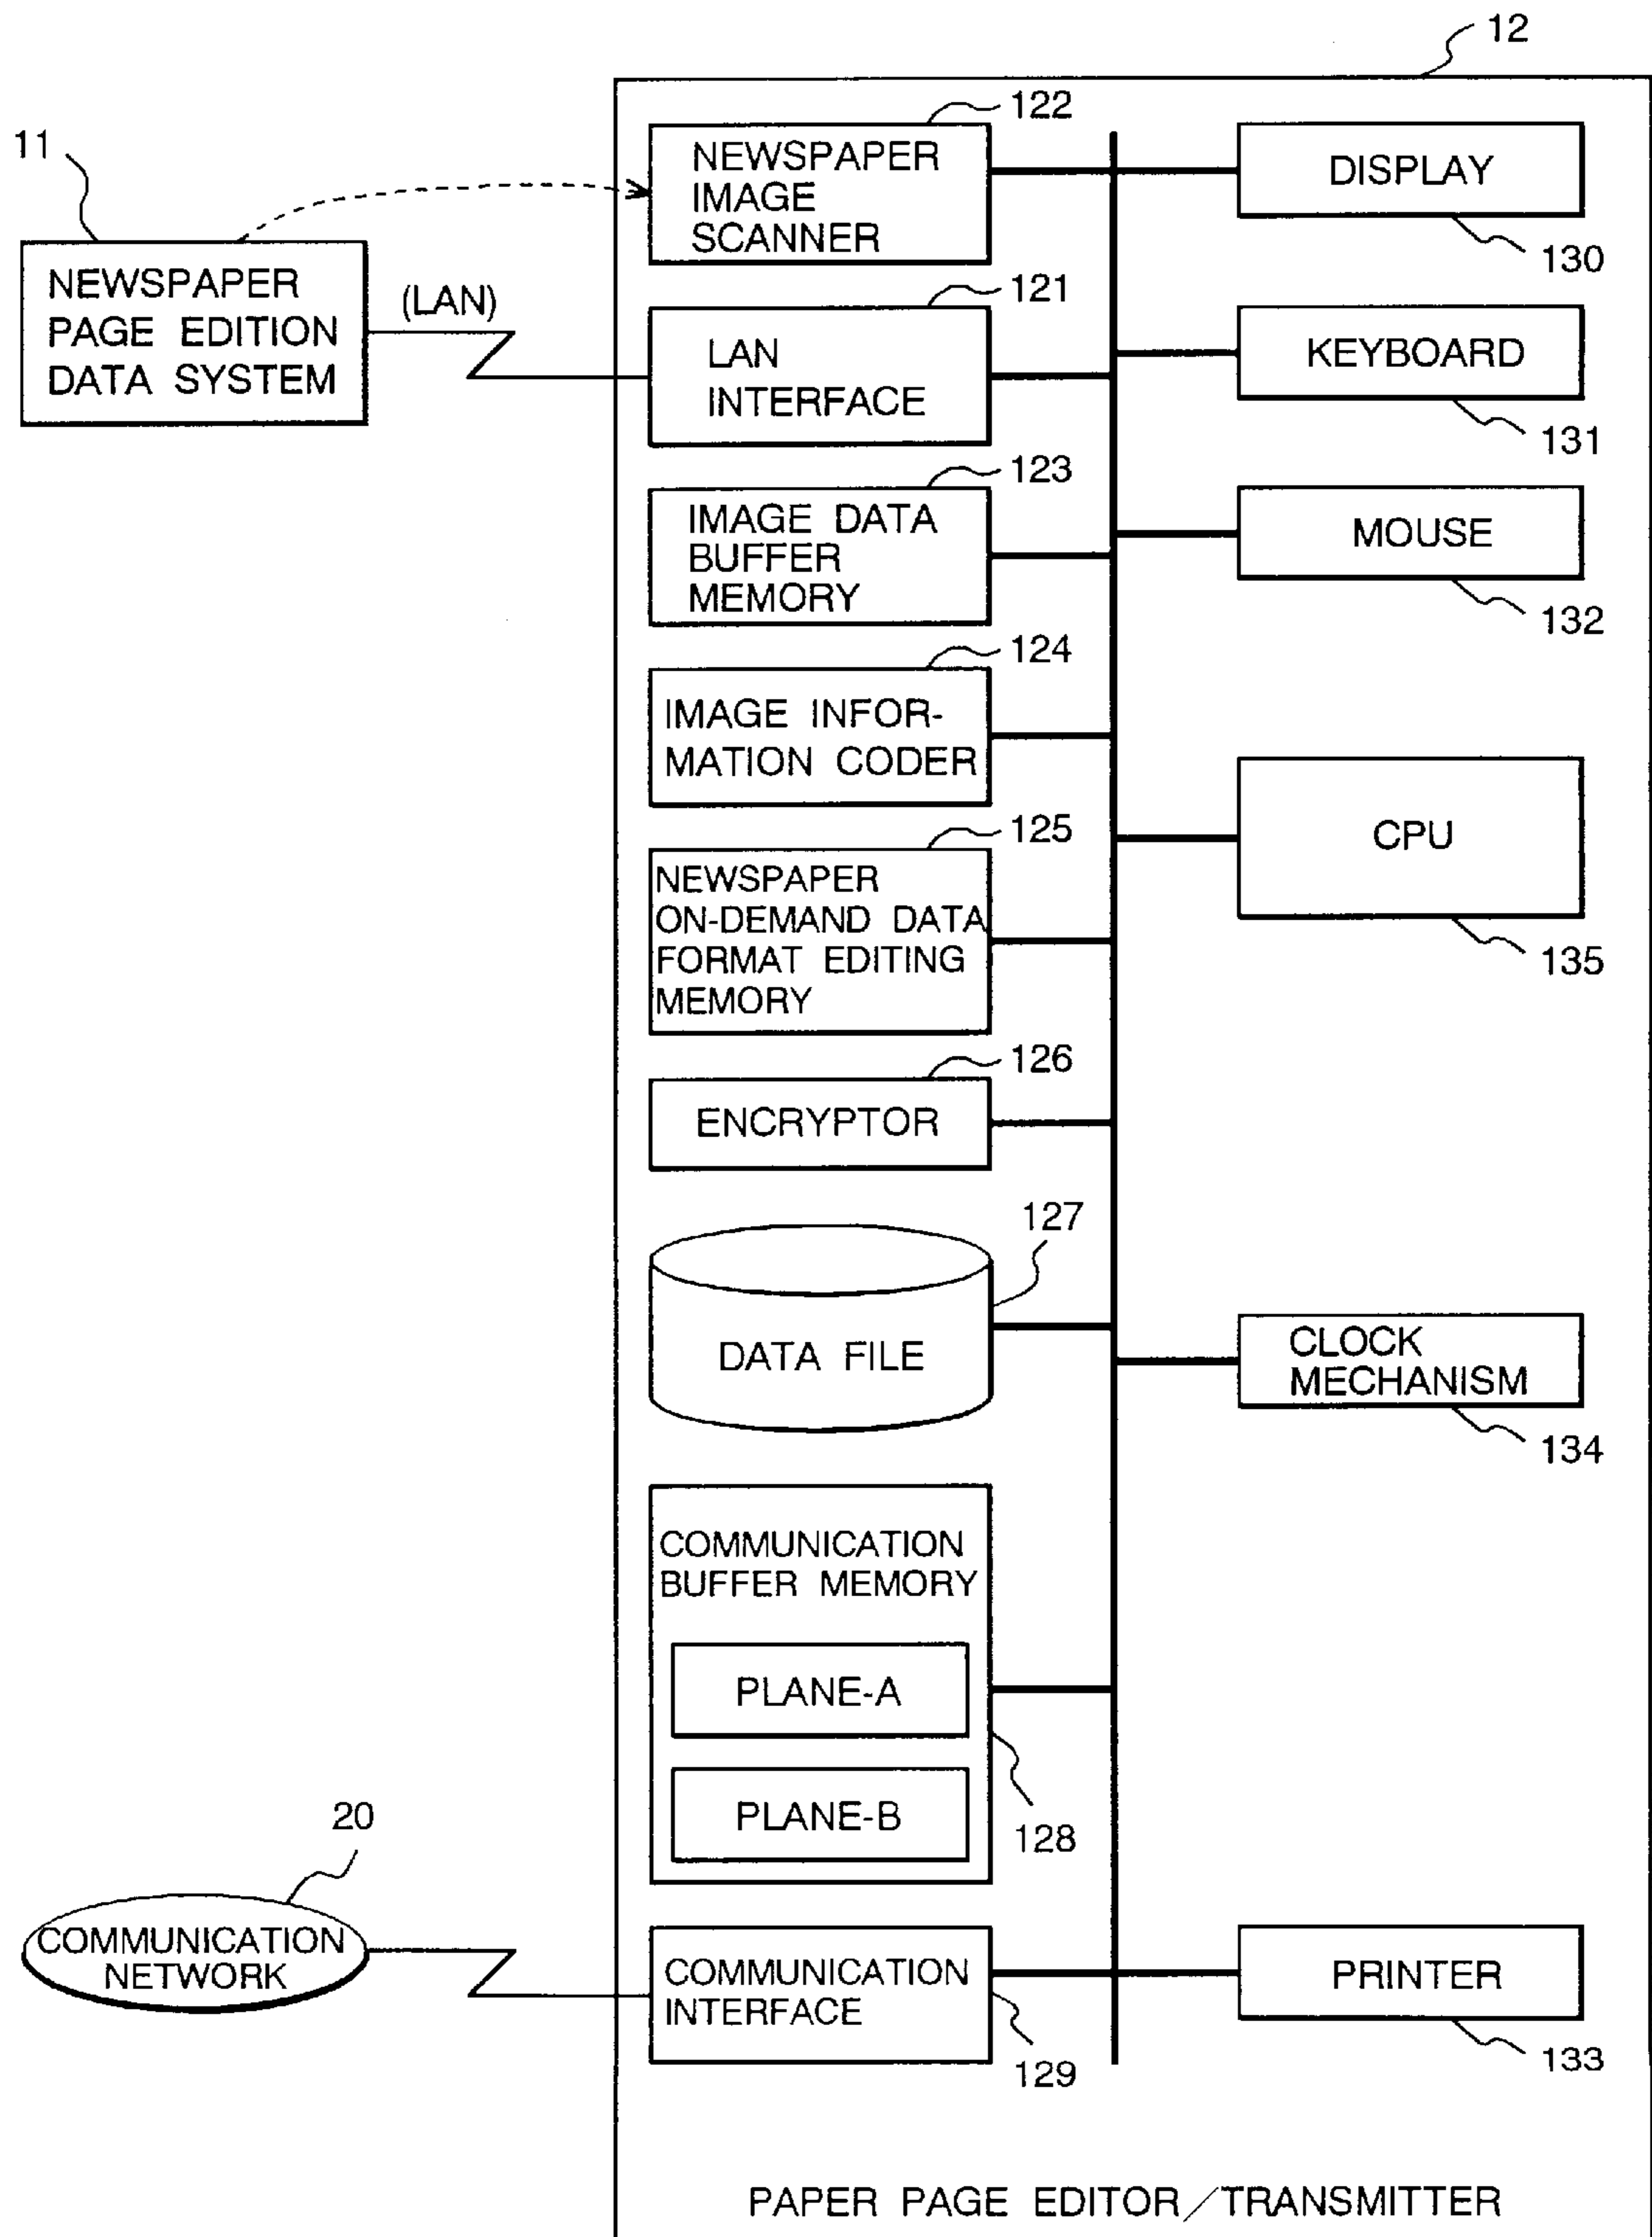 12
122
11
NEWSPAPER
IMAGE
SCANNER
DISPLAY
130
NEWSPAPER
PAGE EDITION
DATA SYSTEM
(LAN)
121
LAN
INTERFACE
KEYBOARD
131
123
IMAGE DATA
BUFFER
MEMORY
MOUSE
132
124
IMAGE INFOR-
MATION CODER
125
NEWSPAPER
ON-DEMAND DATA
FORMAT EDITING
MEMORY
CPU
135
126
ENCRYPTOR
127
DATA FILE
CLOCK
MECHANISM
134
COMMUNICATION
BUFFER MEMORY
PLANE-A
PLANE-B
128
20
COMMUNICATION
NETWORK
COMMUNICATION
INTERFACE
129
PRINTER
133
PAPER PAGE EDITOR/TRANSMITTER